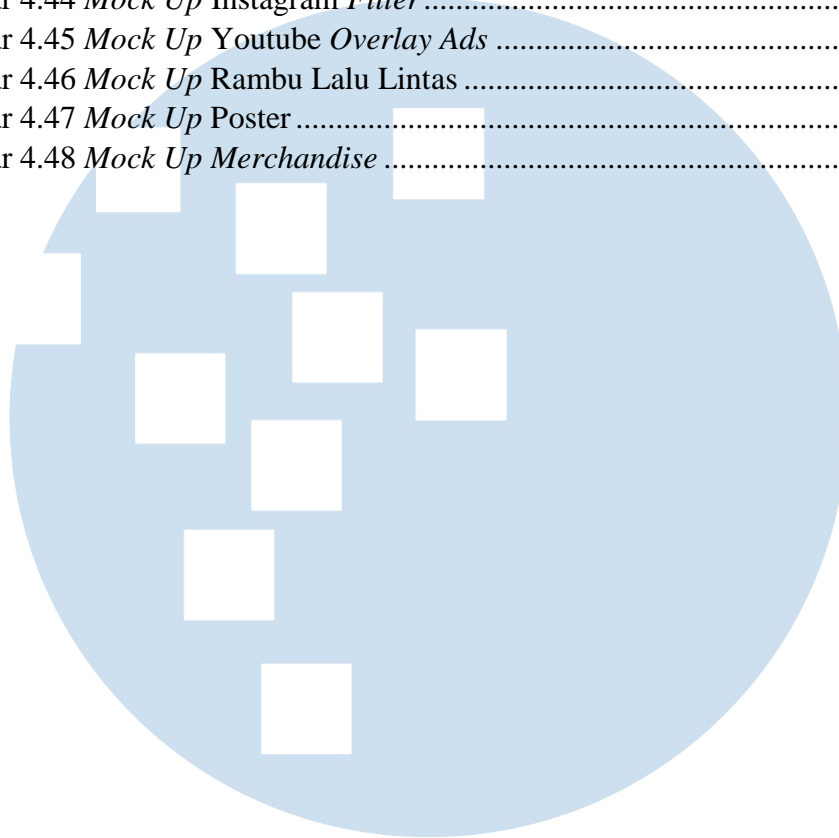 r 4.44 Mock Up Instagram Filter ....................................................
r 4.45 Mock Up Youtube Overlay Ads ...........................................
r 4.46 Mock Up Rambu Lalu Lintas ...............................................
r 4.47 Mock Up Poster ....................................................................
r 4.48 Mock Up Merchandise .........................................................